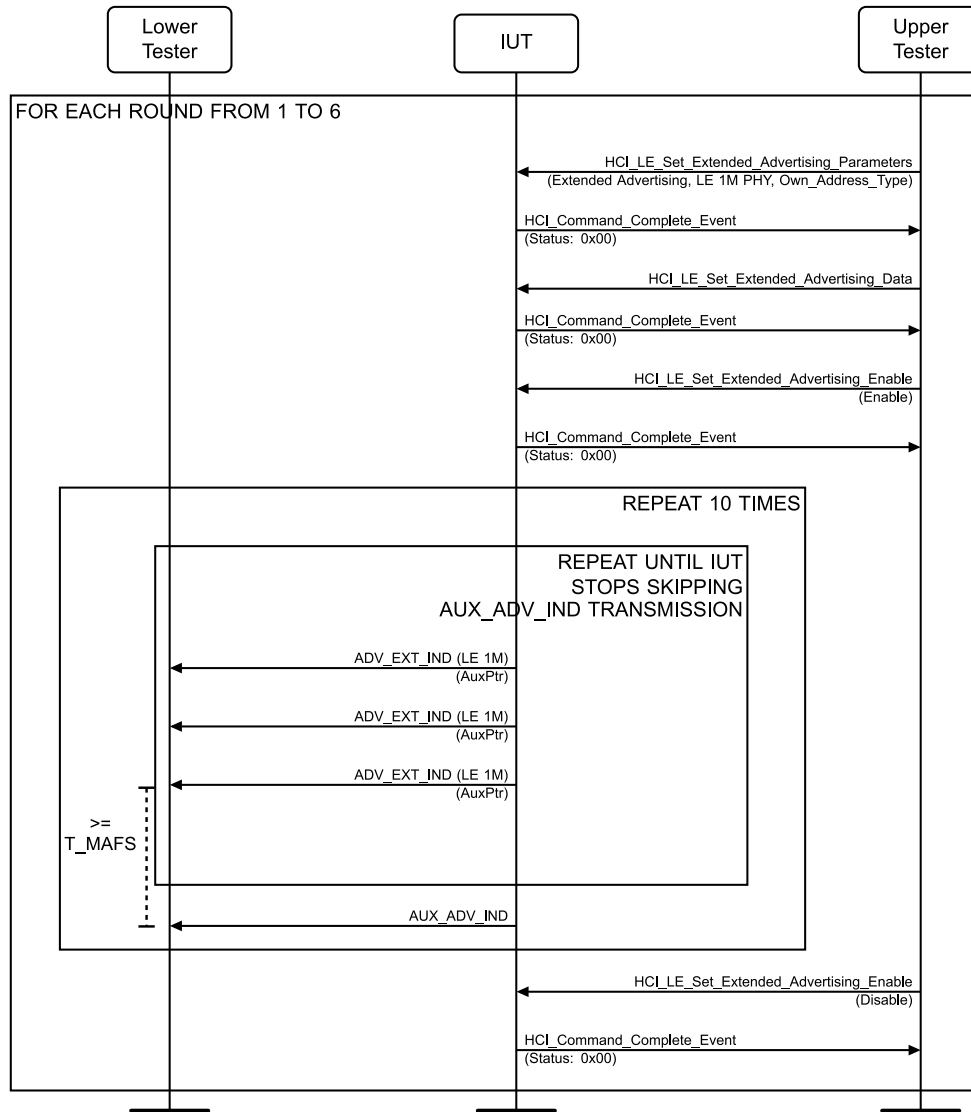 Lower
Tester
IUT
Upper
Tester
FOR EACH ROUND FROM 1 TO 6
HCI_LE_Set_Extended_Advertising_Parameters
(Extended Advertising, LE 1M PHY, Own_Address_Type)
HCI_Command_Complete_Event
(Status: 0x00)
HCI_LE_Set_Extended_Advertising_Data
HCI_Command_Complete_Event
(Status: 0x00)
HCI_LE_Set_Extended_Advertising_Enable
(Enable)
HCI_Command_Complete_Event
(Status: 0x00)
REPEAT 10 TIMES
REPEAT UNTIL IUT
STOPS SKIPPING
AUX_ADV_IND TRANSMISSION
ADV_EXT_IND (LE 1M)
(AuxPtr)
ADV_EXT_IND (LE 1M)
(AuxPtr)
ADV_EXT_IND (LE 1M)
(AuxPtr)
>=
T_MAFS
AUX_ADV_IND
HCI_LE_Set_Extended_Advertising_Enable
(Disable)
HCI_Command_Complete_Event
(Status: 0x00)